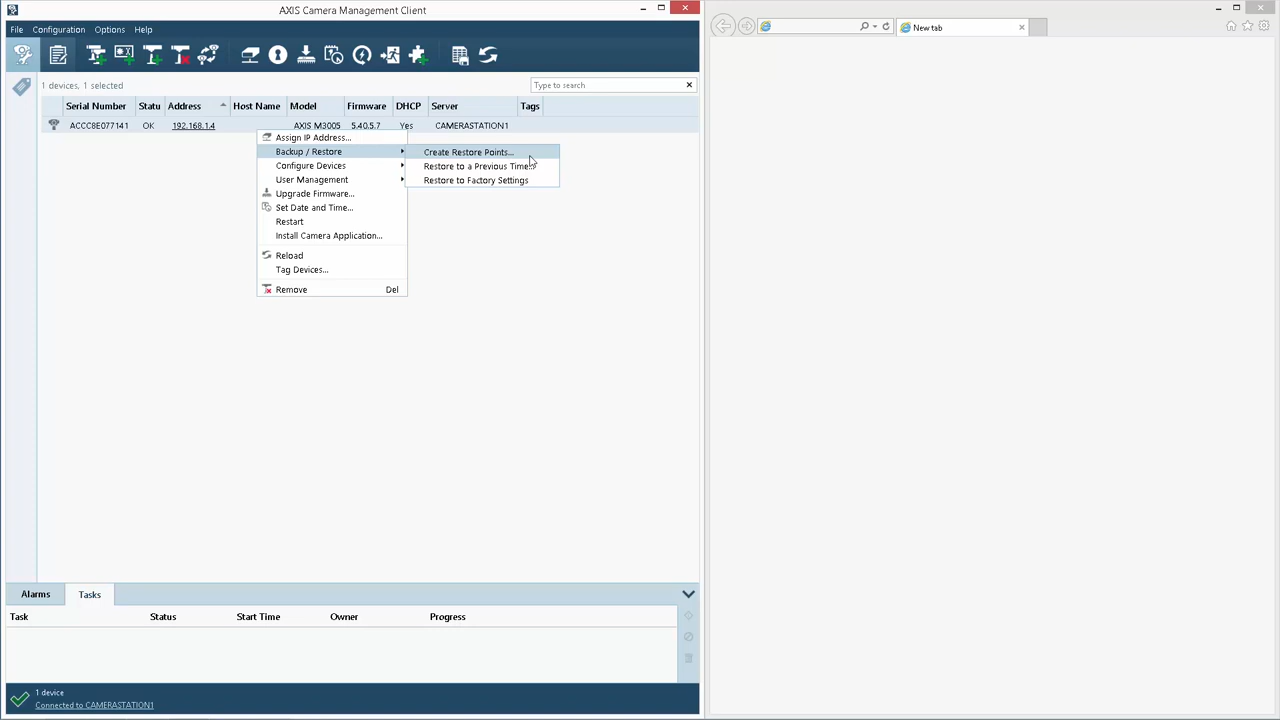 AXIS Camera Management Client
File Configuration Options Help
New tab
1 devices, 1 selected
Type to search
Serial Number Statu Address Host Name Model Firmware DHCP Server Tags
ACCC8E077141 OK 192.168.1.4 AXIS M3005 5.40.5.7 Yes CAMERASTATION1
Assign IP Address...
Backup / Restore
Configure Devices
User Management
Upgrade Firmware...
Set Date and Time...
Restart
Install Camera Application...
Reload
Tag Devices...
Remove Del
Create Restore Points...
Restore to a Previous Time...
Restore to Factory Settings
Alarms Tasks
Task Status Start Time Owner Progress
1 device
Connected to CAMERASTATION1